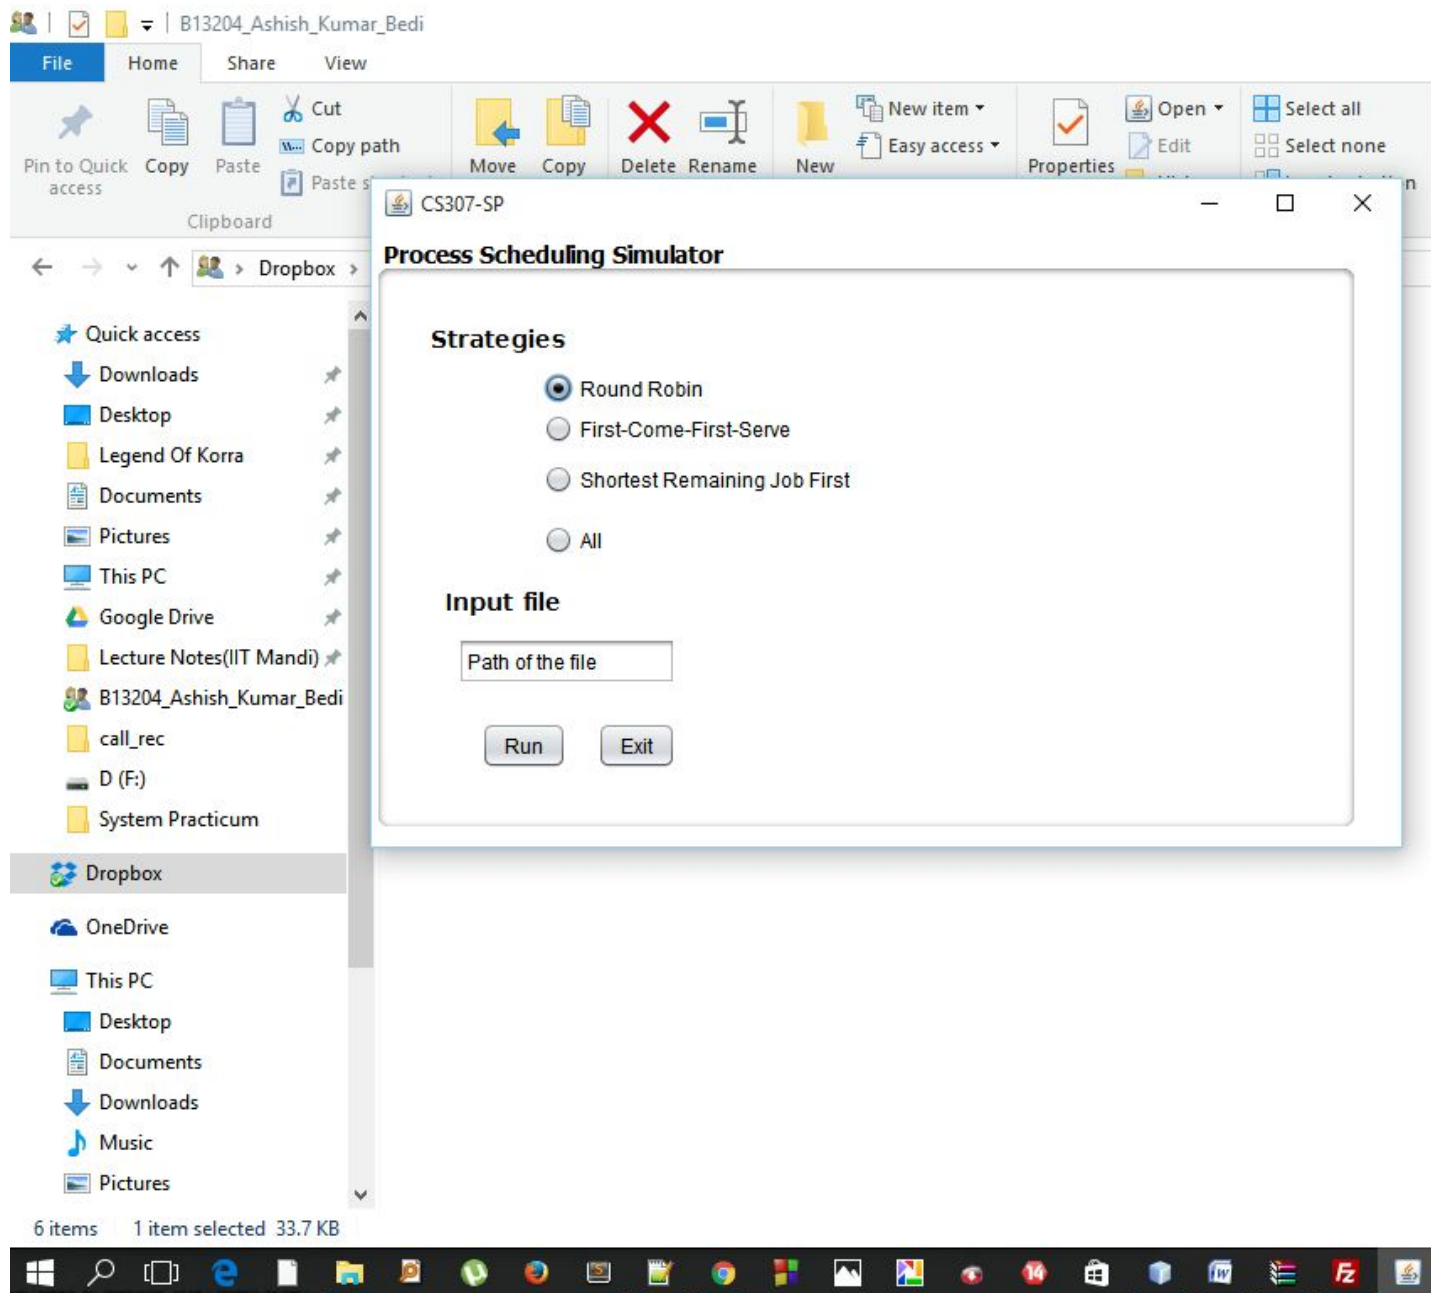 B13204_Ashish_Kumar_Bedi
File Home Share View
Pin to Quick access
Copy
Paste
Cut
Copy path
Paste s
Clipboard
Move
Copy
Delete
Rename
New
New item
Easy access
Properties
Open
Edit
Select all
Select none
n
Dropbox
CS307-SP
Process Scheduling Simulator
Strategies
Round Robin
First-Come-First-Serve
Shortest Remaining Job First
All
Input file
Path of the file
Run Exit
Quick access
Downloads
Desktop
Legend Of Korra
Documents
Pictures
This PC
Google Drive
Lecture Notes(IIT Mandi)
B13204_Ashish_Kumar_Bedi
call_rec
D (F:)
System Practicum
Dropbox
OneDrive
This PC
Desktop
Documents
Downloads
Music
Pictures
6 items 1 item selected 33.7 KB
14